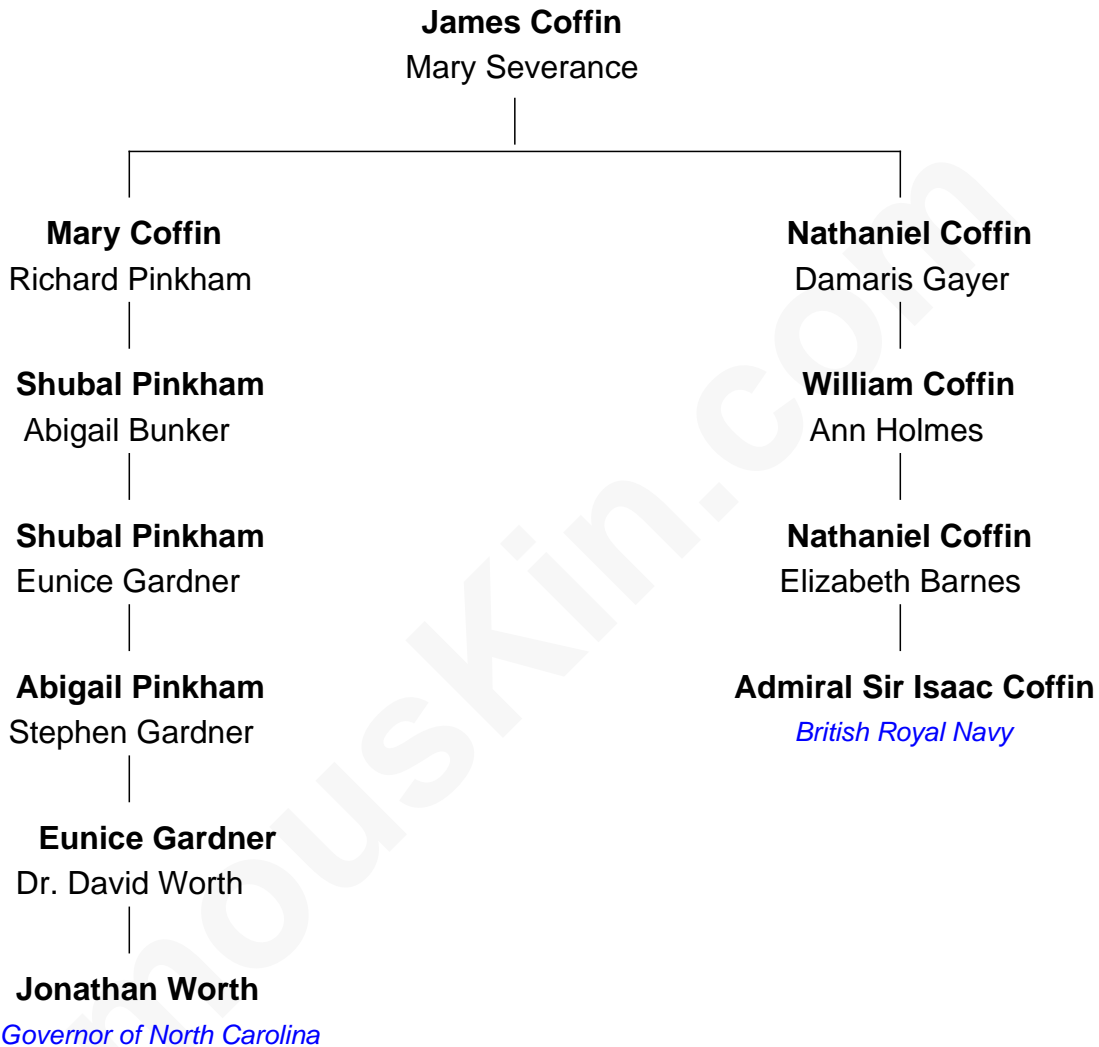 James Coffin
Mary Severance
Mary Coffin
Richard Pinkham
Nathaniel Coffin
Damaris Gayer
Shubal Pinkham
Abigail Bunker
William Coffin
Ann Holmes
Shubal Pinkham
Eunice Gardner
Nathaniel Coffin
Elizabeth Barnes
Abigail Pinkham
Stephen Gardner
Admiral Sir Isaac Coffin
British Royal Navy
Eunice Gardner
Dr. David Worth
Jonathan Worth
Governor of North Carolina
mousKin.com